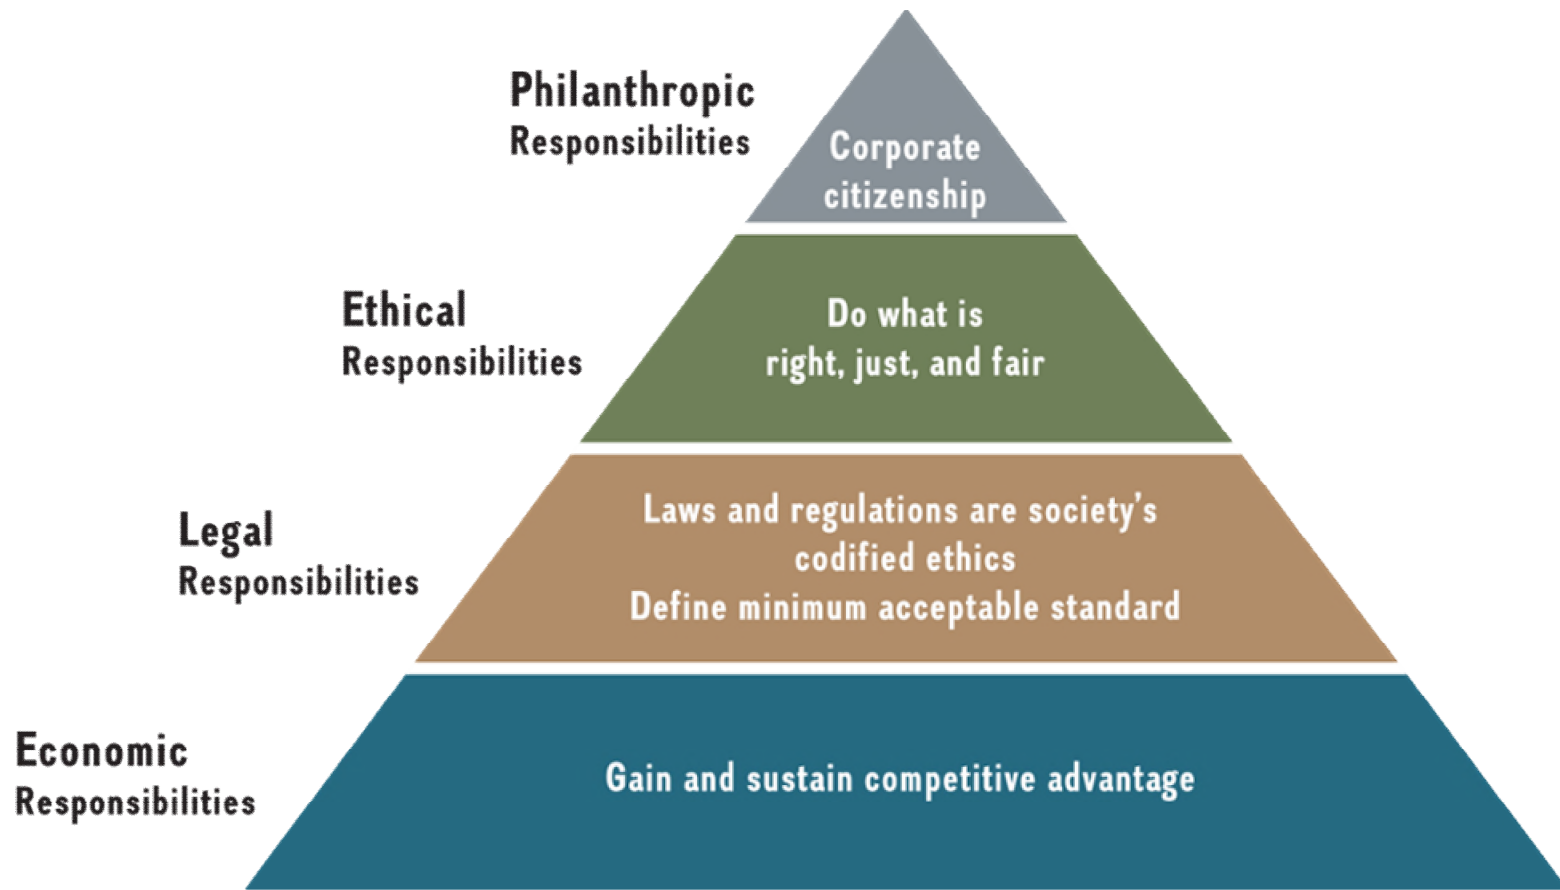 Philanthropic
Responsibilities
Corporate
citizenship
Ethical
Responsibilities
Do what is
right, just, and fair
Legal
Responsibilities
Laws and regulations are society’s
codified ethics
Define minimum acceptable standard
Economic
Responsibilities
Gain and sustain competitive advantage